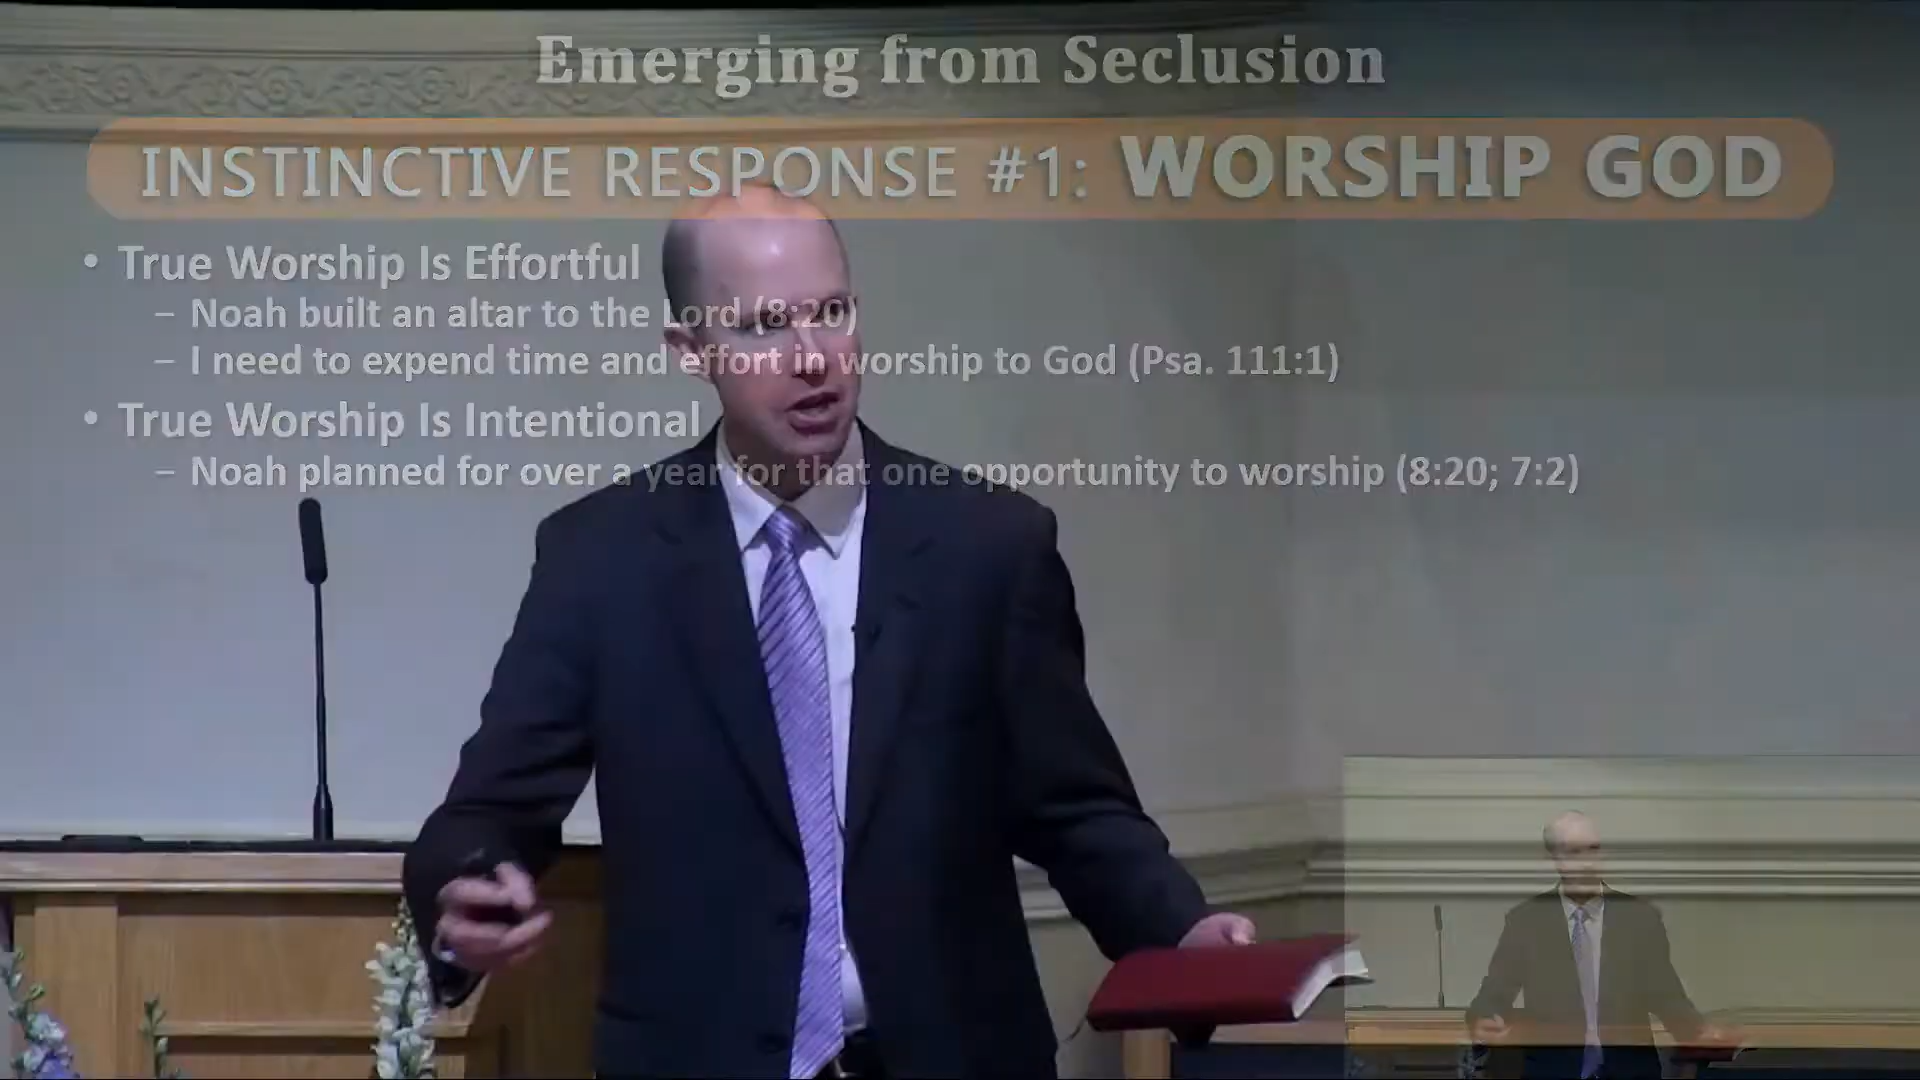 Emerging from Seclusion
INSTINCTIVE RESPONSE #1: WORSHIP GOD
• True Worship Is Effortful
– Noah built an altar to the Lord (8:20)
– I need to expend time and effort in worship to God (Psa. 111:1)
• True Worship Is Intentional
– Noah planned for over a year for that one opportunity to worship (8:20; 7:2)